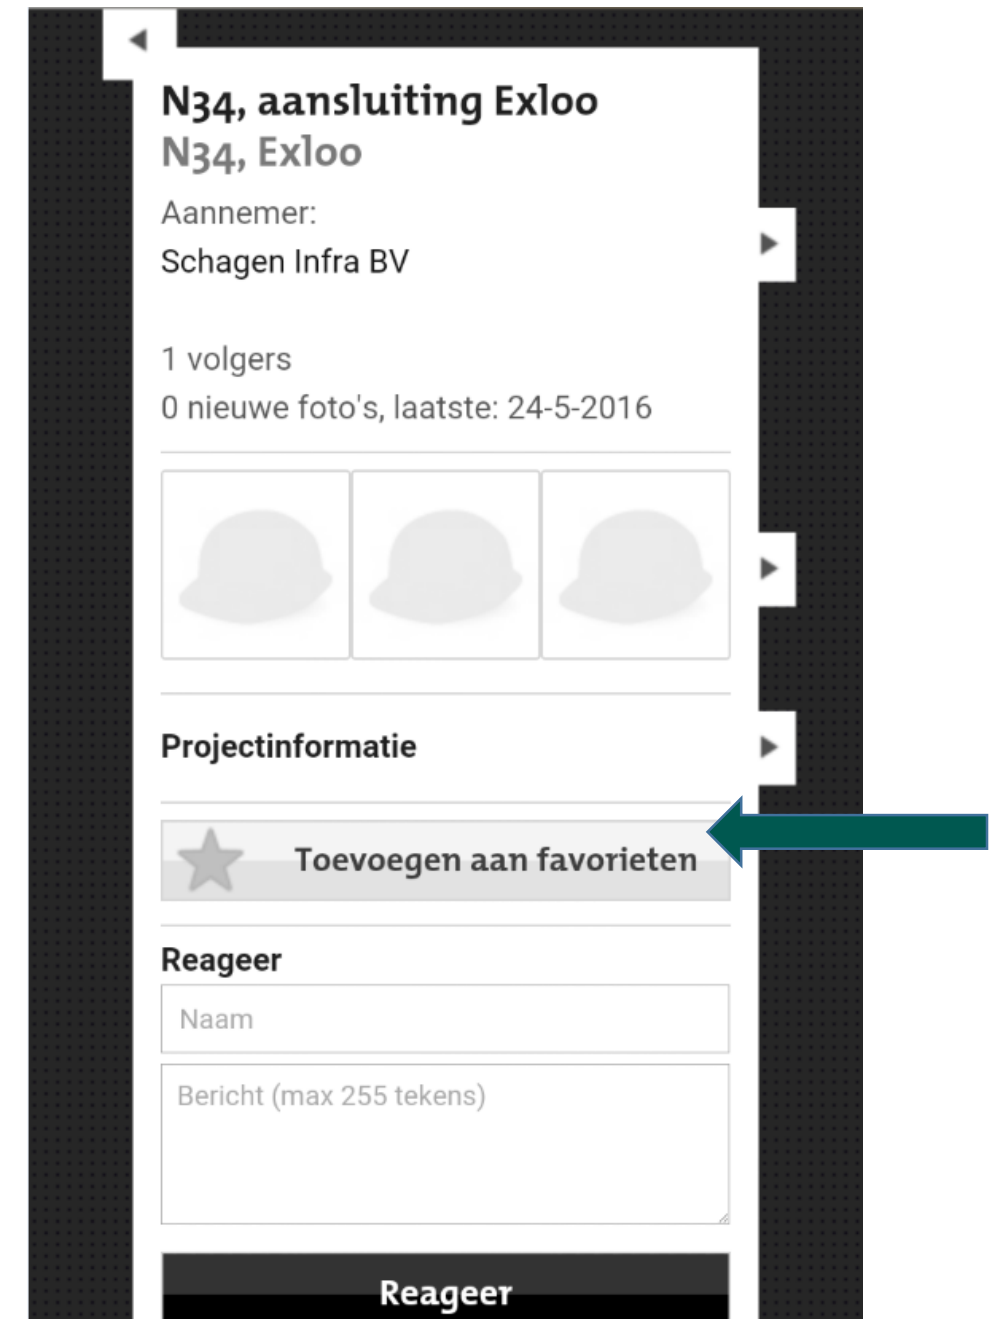 N34, aansluiting Exloo
N34, Exloo
Aannemer:
Schagen Infra BV
1 volgers
0 nieuwe foto's, laatste: 24-5-2016
Projectinformatie
Toevoegen aan favorieten
Reageer
Naam
Bericht (max 255 tekens)
Reageer